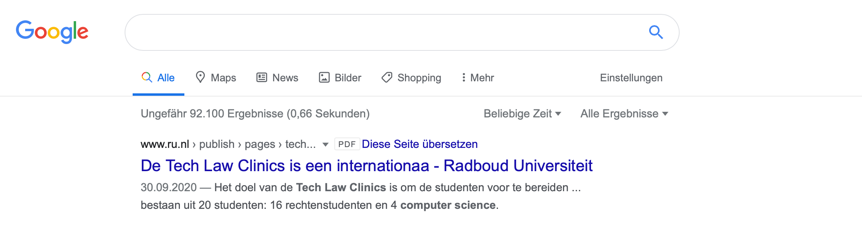 Google
Alle Maps News Bilder Shopping Mehr Einstellungen
Ungefähr 92.100 Ergebnisse (0,66 Sekunden) Beliebige Zeit Alle Ergebnisse
www.ru.nl › publish › pages › tech... PDF Diese Seite übersetzen
De Tech Law Clinics is een internationaa - Radboud Universiteit
30.09.2020 — Het doel van de Tech Law Clinics is om de studenten voor te bereiden ...
bestaan uit 20 studenten: 16 rechtenstudenten en 4 computer science.